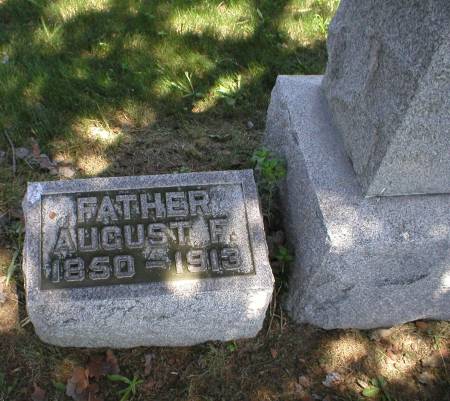 FATHER
AUGUST F.
1850 – 1913